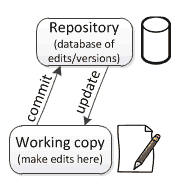 Repository
(database of
edits/versions)
commit
update
Working copy
(make edits here)